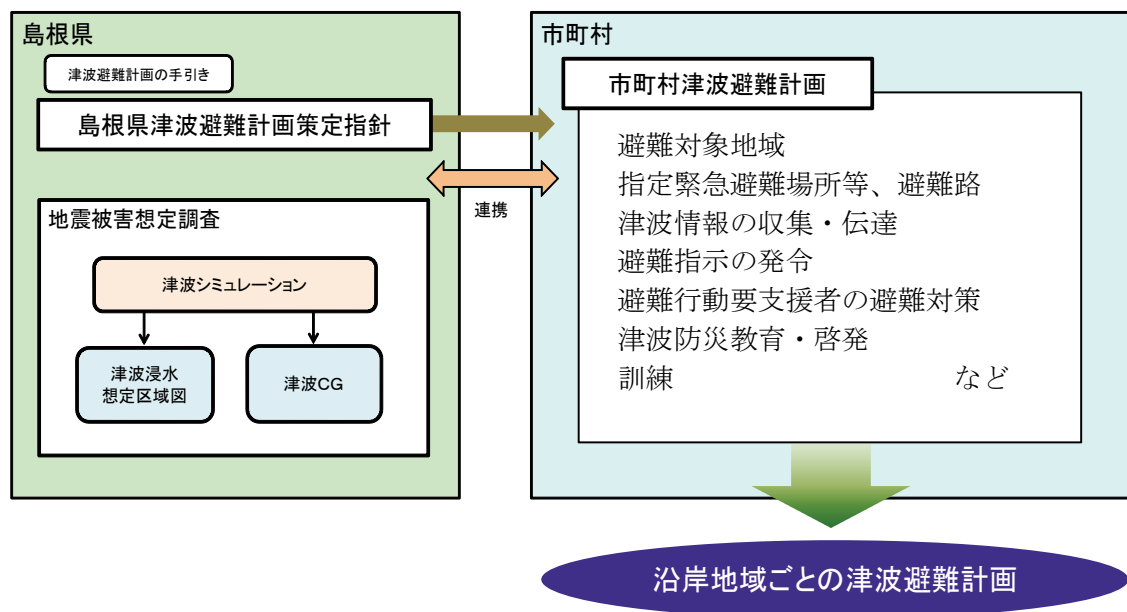 島根県
津波避難計画の手引き
島根県津波避難計画策定指針
地震被害想定調査
津波シミュレーション
津波浸水
想定区域図
津波CG
連携
市町村
市町村津波避難計画
避難対象地域
指定緊急避難場所等、避難路
津波情報の収集・伝達
避難指示の発令
避難行動要支援者の避難対策
津波防災教育・啓発
訓練　　　　　　　　など
沿岸地域ごとの津波避難計画